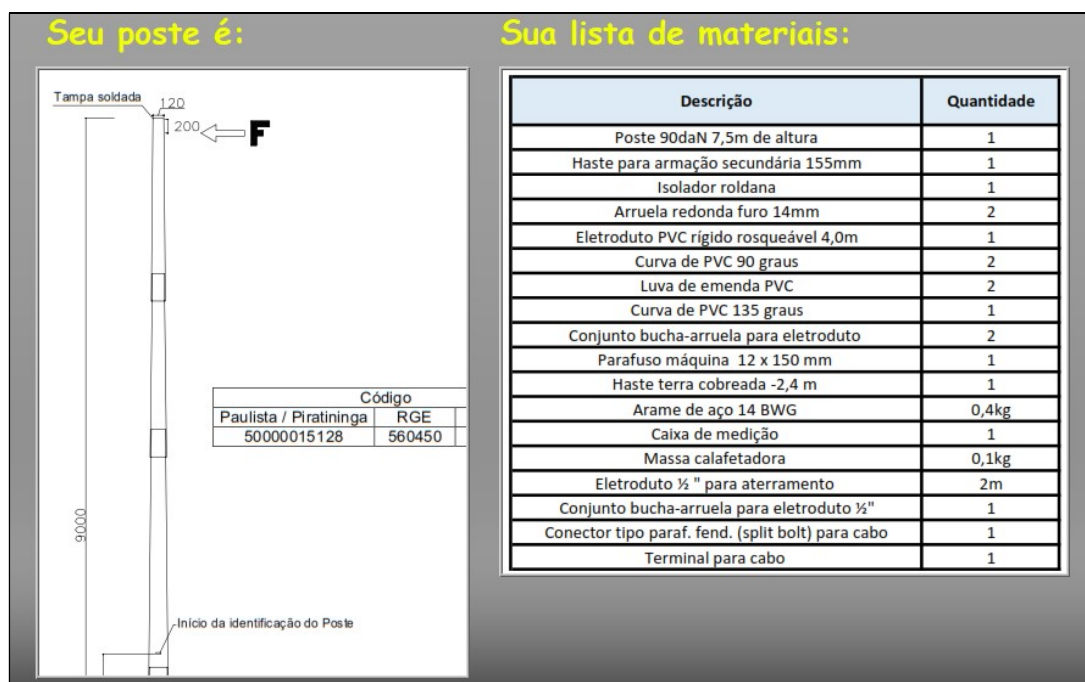 Seu poste é:
Tampa soldada
120
200
F
Código
Paulista / Piratininga RGE
50000015128 560450
9000
Início da identificação do Poste
Sua lista de materiais:
Descrição Quantidade
Poste 90daN 7,5m de altura 1
Haste para armação secundária 155mm 1
Isolador roldana 1
Arruela redonda furo 14mm 2
Eletroduto PVC rígido rosqueável 4,0m 1
Curva de PVC 90 graus 2
Luva de emenda PVC 2
Curva de PVC 135 graus 1
Conjunto bucha-arruela para eletroduto 2
Parafuso máquina 12 x 150 mm 1
Haste terra cobreada -2,4 m 1
Arame de aço 14 BWG 0,4kg
Caixa de medição 1
Massa calafetadora 0,1kg
Eletroduto ½ " para aterramento 2m
Conjunto bucha-arruela para eletroduto ½" 1
Conector tipo paraf. fend. (split bolt) para cabo 1
Terminal para cabo 1